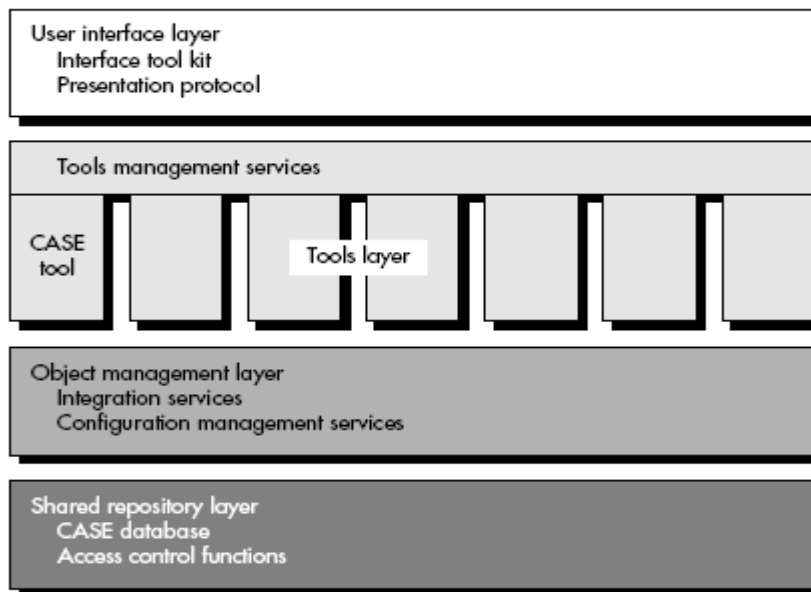 User interface layer
Interface tool kit
Presentation protocol
Tools management services
CASE
tool
Tools layer
Object management layer
Integration services
Configuration management services
Shared repository layer
CASE database
Access control functions